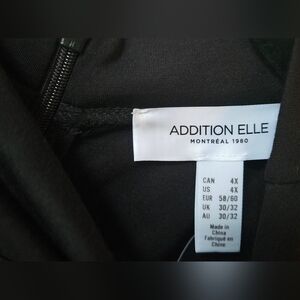 ADDITION ELLE
MONTRÉAL 1980
CAN 4X
US 4X
EUR 58/60
UK 30/32
AU 30/32
Made in
China
Fabriqué en
Chine